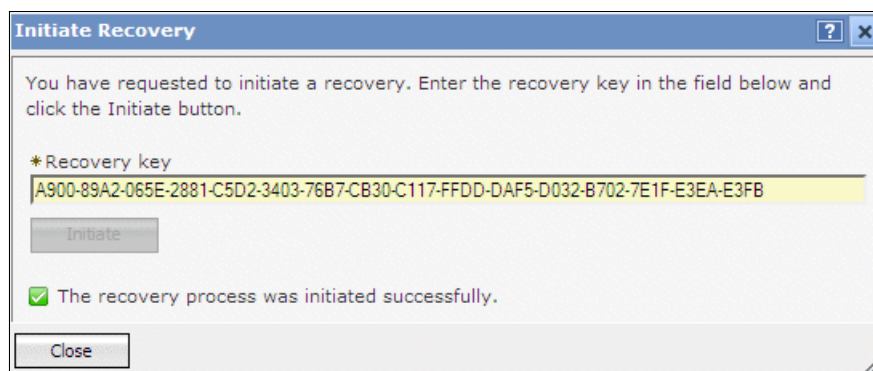 Initiate Recovery
?
You have requested to initiate a recovery. Enter the recovery key in the field below and
click the Initiate button.
*Recovery key
A900-89A2-065E-2881-C5D2-3403-76B7-CB30-C117-FFDD-DAF5-D032-B702-7E1F-E3EA-E3FB
Initiate
The recovery process was initiated successfully.
Close